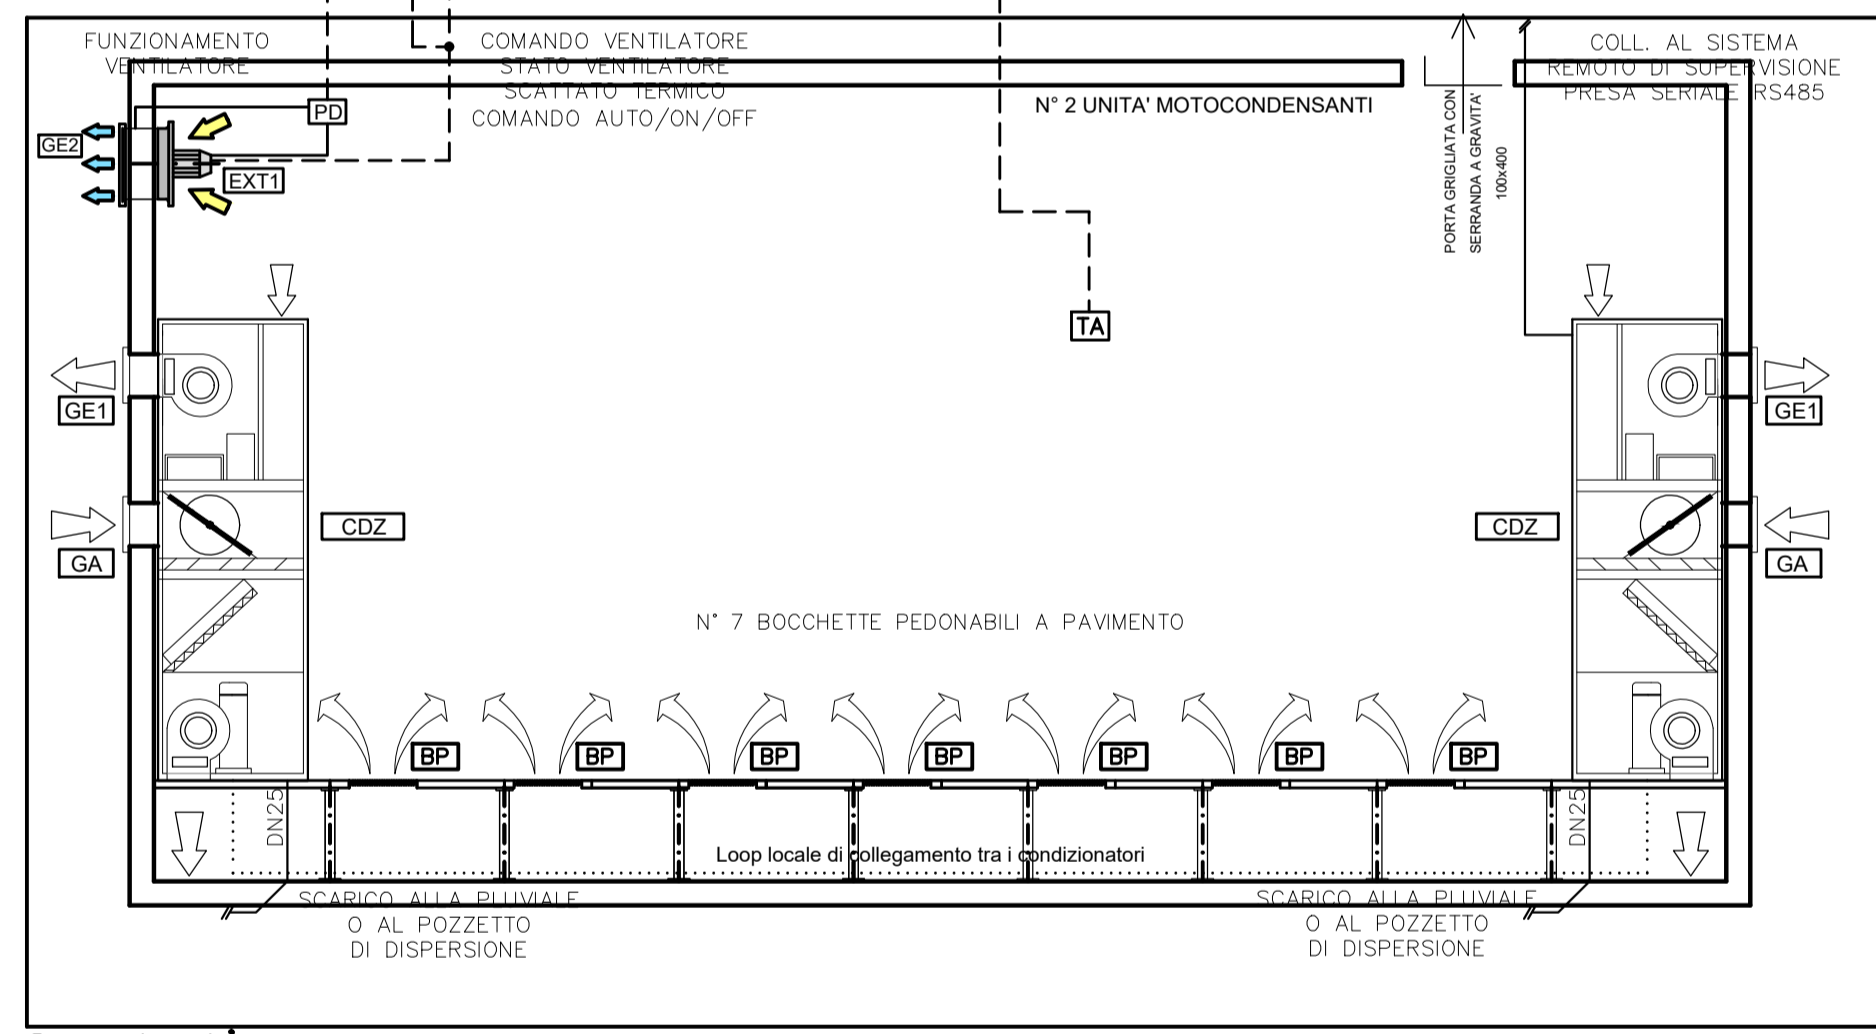 FUNZIONAMENTO
VENTILATORE
COMANDO VENTILATORE
STATO VENTILATORE
SCATTATO TERMICO
COMANDO AUTO/ON/OFF
N° 2 UNITA' MOTOCONDENSANTI
COLL. AL SISTEMA
REMOTO DI SUPERVISIONE
PRESA SERIALE RS485
PORTA GRIGLIATA CON
SERRANDA A GRAVITA'
100x400
PD
GE2
EXT1
TA
GE1
GE1
CDZ
CDZ
GA
GA
N° 7 BOCCHETTE PEDONABILI A PAVIMENTO
BP
BP
BP
BP
BP
BP
BP
DN25
DN25
Loop locale di collegamento tra i condizionatori
SCARICO ALLA PLUVIALE
O AL POZZETTO
DI DISPERSIONE
SCARICO ALLA PLUVIALE
O AL POZZETTO
DI DISPERSIONE